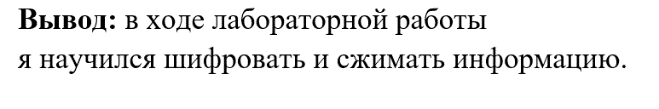 Вывод: в ходе лабораторной работы
я научился шифровать и сжимать информацию.